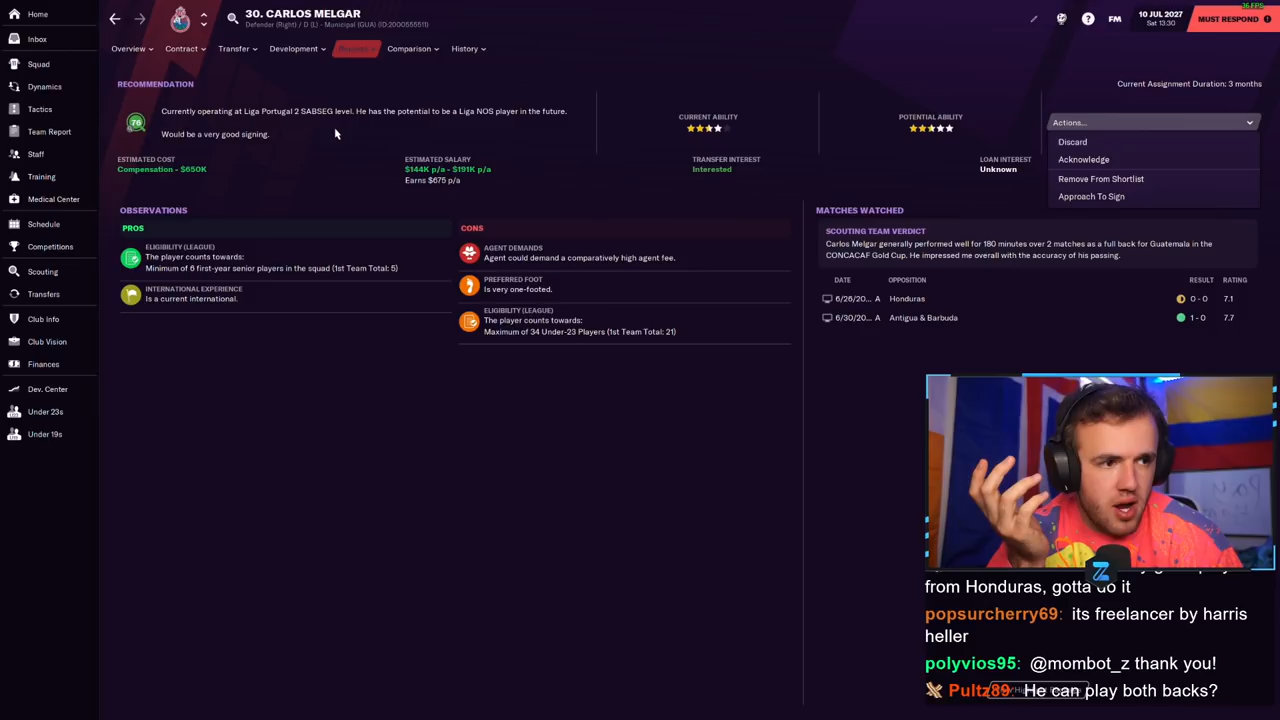 Home
Inbox
Squad
Dynamics
Tactics
Team Report
Staff
Training
Medical Center
Schedule
Competitions
Scouting
Transfers
Club Info
Club Vision
Finances
Dev. Center
Under 23s
Under 19s
30. CARLOS MELGAR
Defender (Right) / D (L) - Municipal (GUA) (ID:2000555511)
FM
10 JUL 2027
Sat 13:30
MUST RESPOND
36 FPS
Overview
Contract
Transfer
Development
Reports
Comparison
History
RECOMMENDATION
Current Assignment Duration: 3 months
76
Currently operating at Liga Portugal 2 SABSEG level. He has the potential to be a Liga NOS player in the future.
Would be a very good signing.
CURRENT ABILITY
POTENTIAL ABILITY
Actions...
Discard
Acknowledge
Remove From Shortlist
Approach To Sign
ESTIMATED COST
Compensation - $650K
ESTIMATED SALARY
$144K p/a - $191K p/a
Earns $675 p/a
TRANSFER INTEREST
Interested
LOAN INTEREST
Unknown
OBSERVATIONS
PROS
ELIGIBILITY (LEAGUE)
The player counts towards:
Minimum of 6 first-year senior players in the squad (1st Team Total: 5)
INTERNATIONAL EXPERIENCE
Is a current international.
CONS
AGENT DEMANDS
Agent could demand a comparatively high agent fee.
PREFERRED FOOT
Is very one-footed.
ELIGIBILITY (LEAGUE)
The player counts towards:
Maximum of 34 Under-23 Players (1st Team Total: 21)
MATCHES WATCHED
SCOUTING TEAM VERDICT
Carlos Melgar generally performed well for 180 minutes over 2 matches as a full back for Guatemala in the
CONCACAF Gold Cup. He impressed me overall with the accuracy of his passing.
DATE OPPOSITION RESULT RATING
6/26/20... A Honduras 0 - 0 7.1
6/30/20... A Antigua & Barbuda 1 - 0 7.7
from Honduras, gotta do it
popsurcherry69: its freelancer by harris
heller
polyvios95: @mombot_z thank you!
Pultz89: He can play both backs?